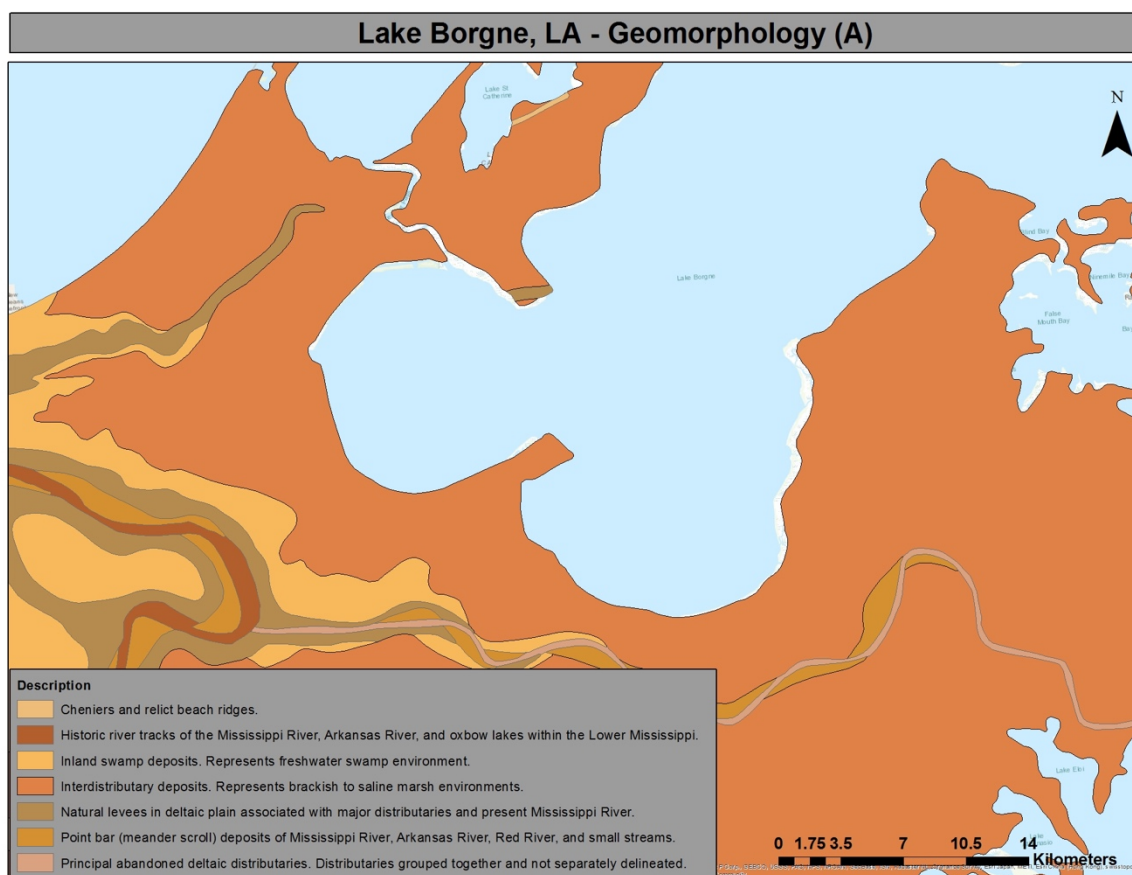 Lake Borgne, LA - Geomorphology (A)
Lake St
Catherine
N
Lake Borgne
Blind Bay
Ninemile Bay
False
Mouth Bay
Description
Cheniers and relict beach ridges.
Historic river tracks of the Mississippi River, Arkansas River, and oxbow lakes within the Lower Mississippi.
Inland swamp deposits. Represents freshwater swamp environment.
Interdistributary deposits. Represents brackish to saline marsh environments.
Natural levees in deltaic plain associated with major distributaries and present Mississippi River.
Point bar (meander scroll) deposits of Mississippi River, Arkansas River, Red River, and small streams.
Principal abandoned deltaic distributaries. Distributaries grouped together and not separately delineated.
Lake Eloi
Lake
0 1.75 3.5 7 10.5 14
Kilometers